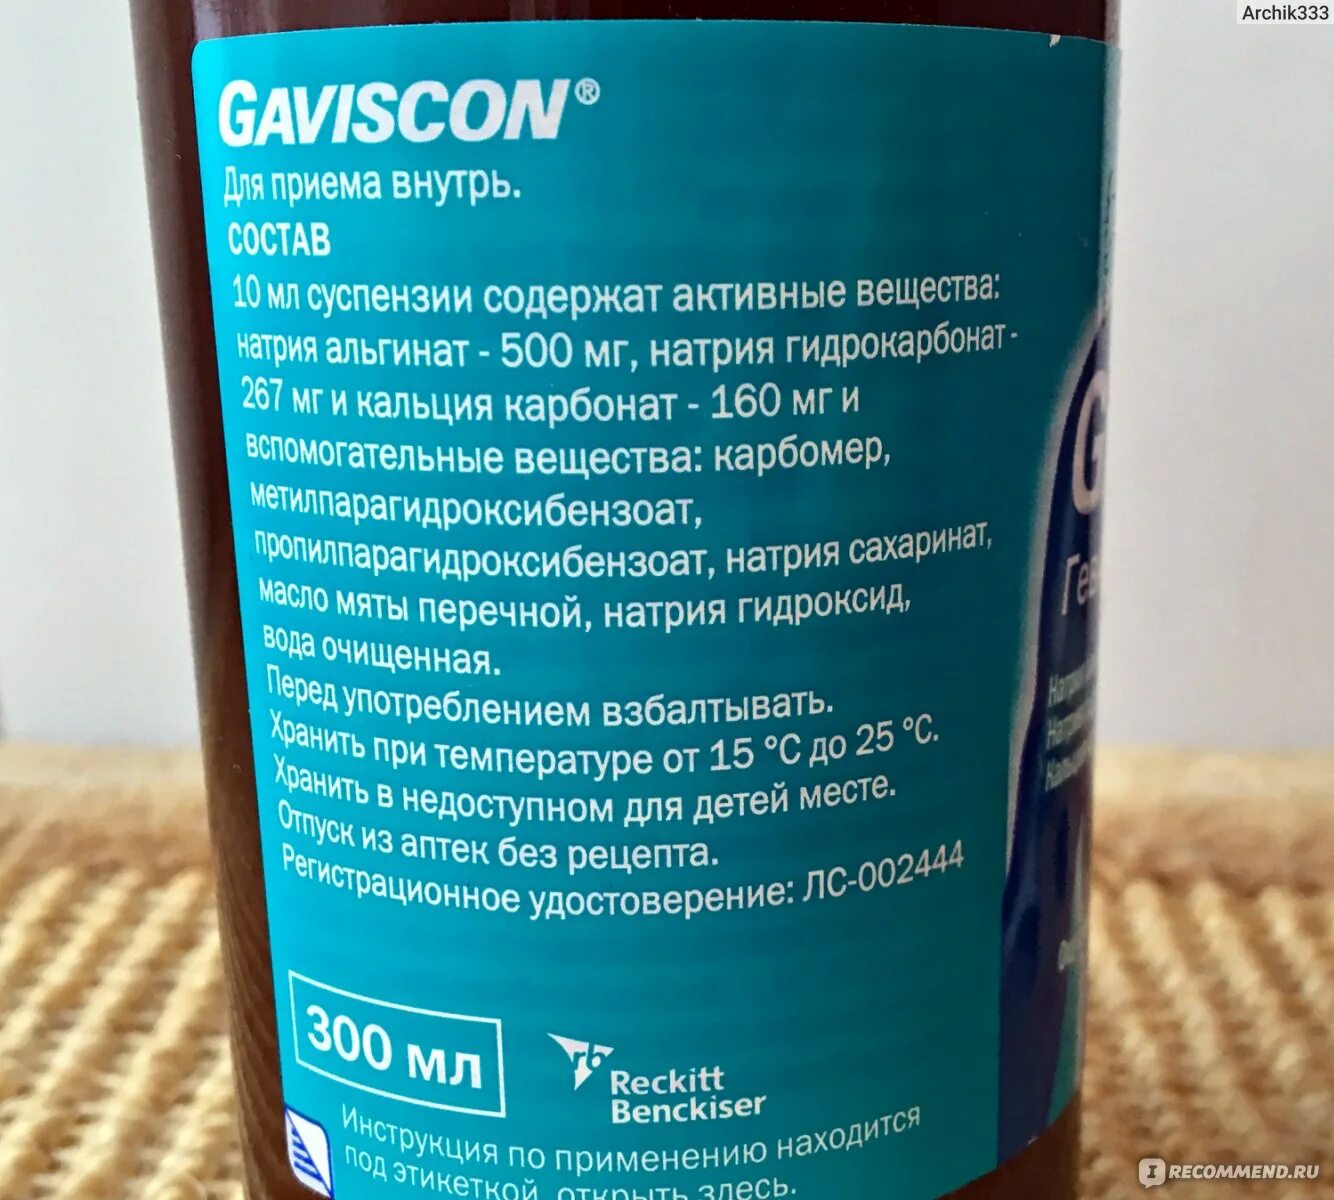 Archik333
GAVISCON®
Для приема внутрь.
СОСТАВ
10 мл суспензии содержат активные вещества:
натрия альгинат - 500 мг, натрия гидрокарбонат -
267 мг и кальция карбонат - 160 мг и
вспомогательные вещества: карбомер,
метилпарагидроксибензоат,
пропилпарагидроксибензоат, натрия сахаринат,
масло мяты перечной, натрия гидроксид,
вода очищенная.
Перед употреблением взбалтывать.
Хранить при температуре от 15 °C до 25 °C.
Хранить в недоступном для детей месте.
Отпуск из аптек без рецепта.
Регистрационное удостоверение: ЛС-002444
300 мл
rb
Reckitt
Benckiser
Инструкция по применению находится
под этикеткой, открыть здесь.
IRECOMMEND.RU